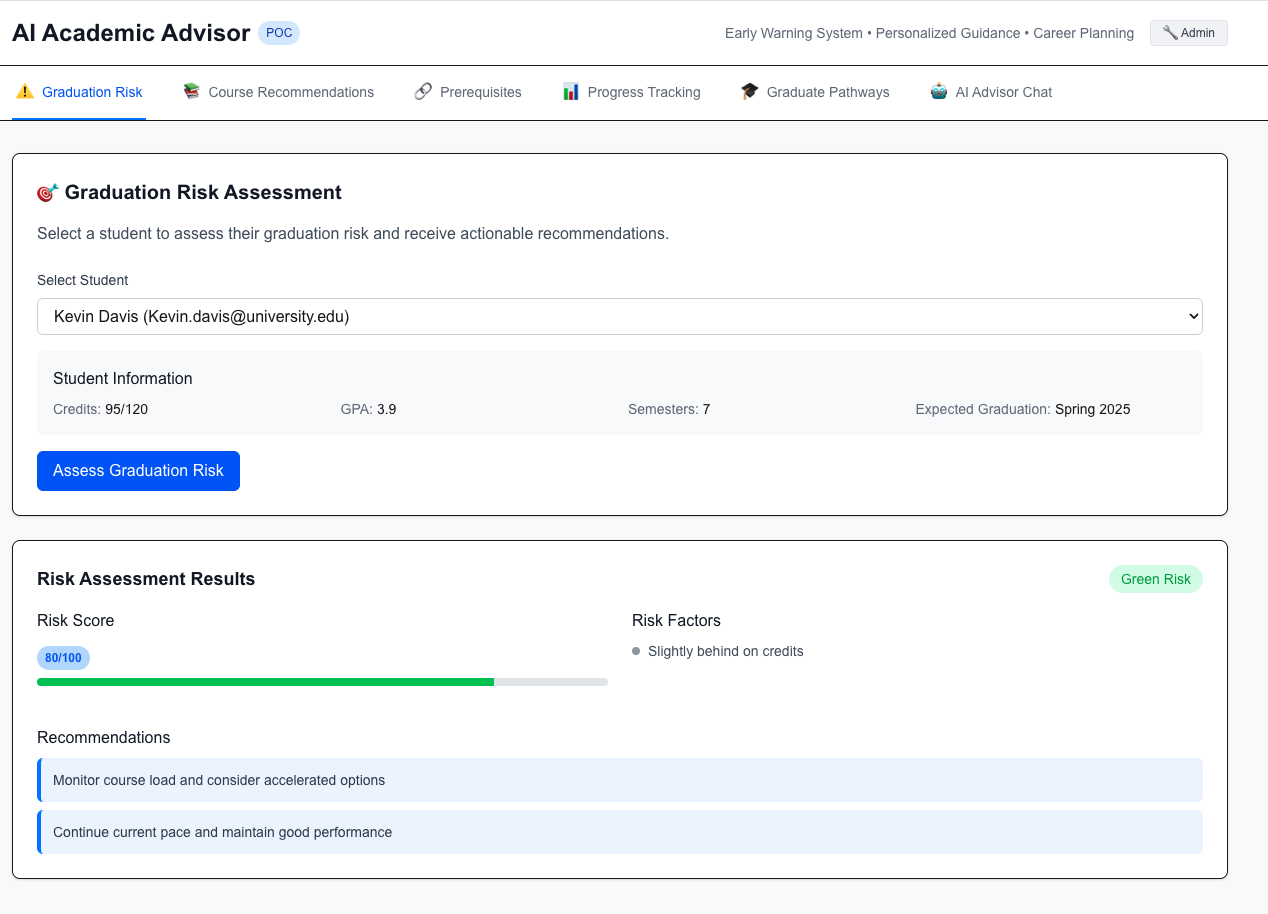 AI Academic Advisor POC
Early Warning System • Personalized Guidance • Career Planning
Admin
Graduation Risk
Course Recommendations
Prerequisites
Progress Tracking
Graduate Pathways
AI Advisor Chat
Graduation Risk Assessment
Select a student to assess their graduation risk and receive actionable recommendations.
Select Student
Kevin Davis (Kevin.davis@university.edu)
Student Information
Credits: 95/120
GPA: 3.9
Semesters: 7
Expected Graduation: Spring 2025
Assess Graduation Risk
Risk Assessment Results
Green Risk
Risk Score
80/100
Risk Factors
Slightly behind on credits
Recommendations
Monitor course load and consider accelerated options
Continue current pace and maintain good performance